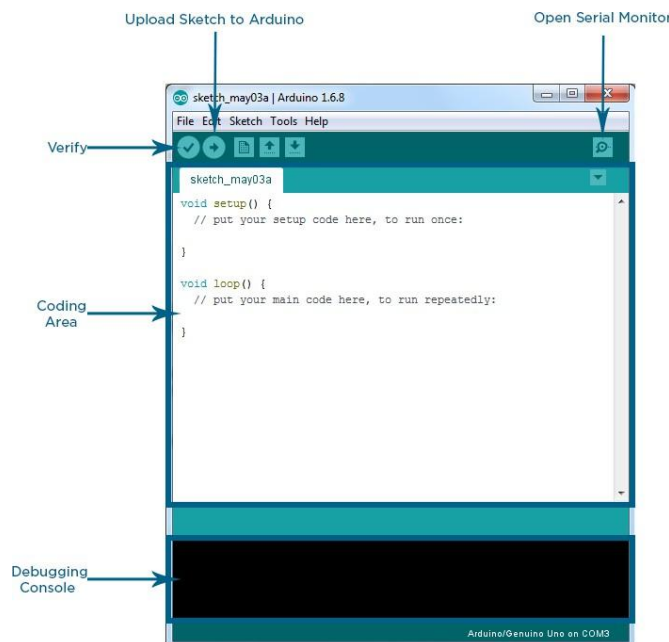 Upload Sketch to Arduino
Open Serial Monitor
sketch_may03a | Arduino 1.6.8
File Edit Sketch Tools Help
Verify
sketch_may03a
void setup() {
// put your setup code here, to run once:
}
void loop() {
// put your main code here, to run repeatedly:
}
Coding
Area
Debugging
Console
Arduino/Genuino Uno on COM3